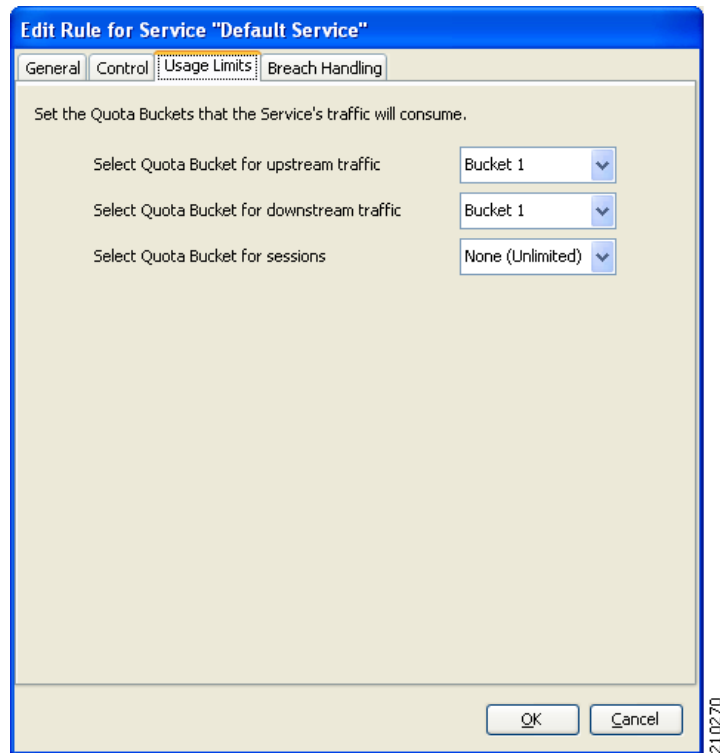 Edit Rule for Service "Default Service"
General Control Usage Limits Breach Handling
Set the Quota Buckets that the Service's traffic will consume.
Select Quota Bucket for upstream traffic Bucket 1
Select Quota Bucket for downstream traffic Bucket 1
Select Quota Bucket for sessions None (Unlimited)
OK Cancel
210270